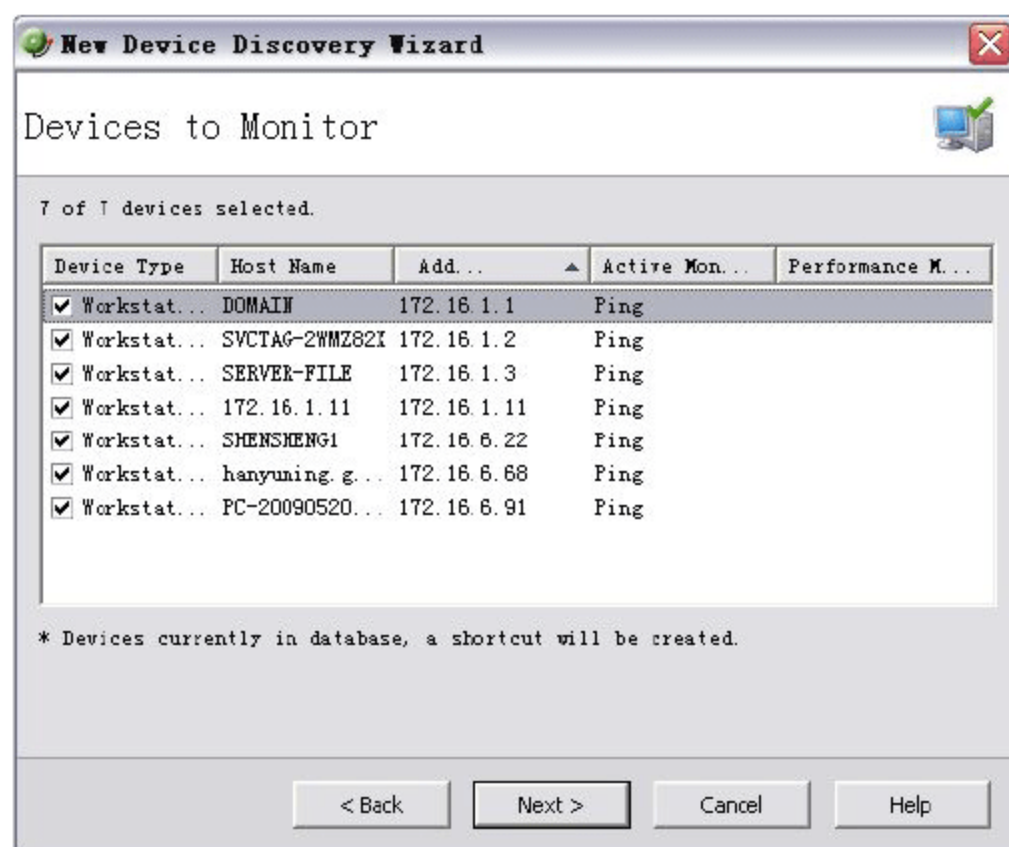 New Device Discovery Wizard
Devices to Monitor
7 of 7 devices selected.
Device Type Host Name Add... Active Mon... Performance M...
Workstat... DOMAIN 172.16.1.1 Ping
Workstat... SVCTAG-2WMZ82X 172.16.1.2 Ping
Workstat... SERVER-FILE 172.16.1.3 Ping
Workstat... 172.16.1.11 172.16.1.11 Ping
Workstat... SHENSHENG1 172.16.6.22 Ping
Workstat... hanyuning.g... 172.16.6.68 Ping
Workstat... PC-20090520... 172.16.6.91 Ping
* Devices currently in database, a shortcut will be created.
< Back Next > Cancel Help